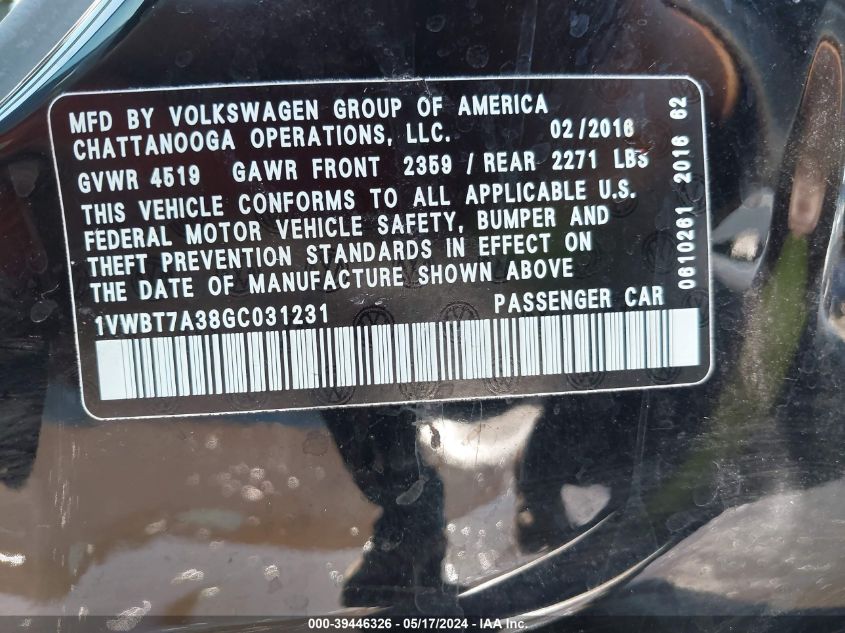 MFD BY VOLKSWAGEN GROUP OF AMERICA
CHATTANOOGA OPERATIONS, LLC. 02/2016
GVWR 4519 GAWR FRONT 2359 / REAR 2271 LBS
THIS VEHICLE CONFORMS TO ALL APPLICABLE U.S.
FEDERAL MOTOR VEHICLE SAFETY, BUMPER AND
THEFT PREVENTION STANDARDS IN EFFECT ON
THE DATE OF MANUFACTURE SHOWN ABOVE
1VWBT7A38GC031231 PASSENGER CAR
0610261 2016 62
000-39446326 - 05/17/2024 - IAA Inc.